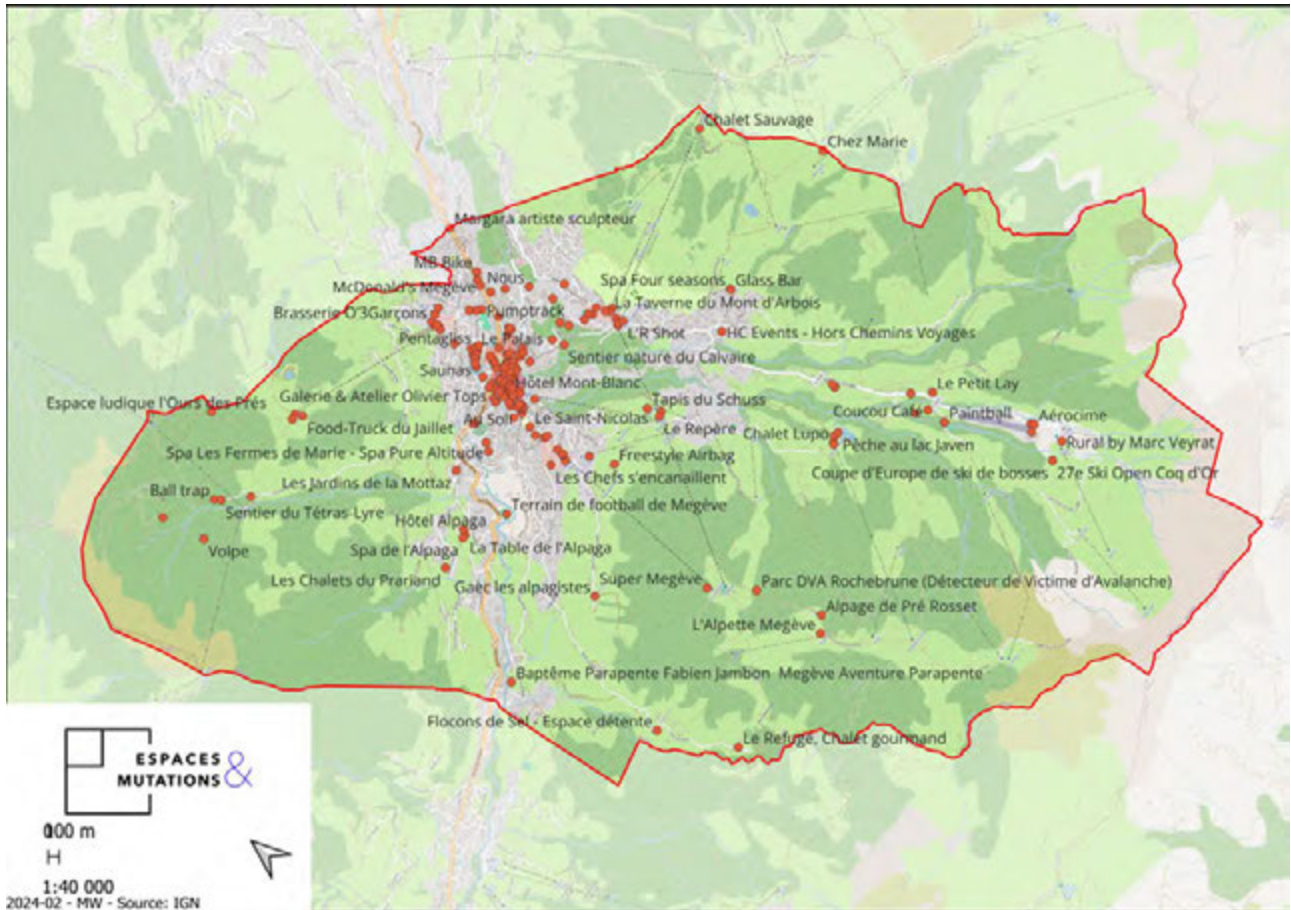 Chalet Sauvage
Chez Marie
Margara artiste sculpteur
MB Bike
Nous
Spa Four seasons
Glass Bar
McDonald's Megève
La Taverne du Mont d'Arbois
Brasserie O'3Garçons
Pumptrack
L'R Shot
HC Events - Hors Chemins Voyages
Pentagliss
Le Palais
Sentier nature du Calvaire
Saunas
Hôtel Mont-Blanc
Le Petit Lay
Galerie & Atelier Olivier Tops
Tapis du Schuss
Espace ludique l'Ours des Prés
Coucou Café
Paintball
Aérocime
Au Soli
Le Saint-Nicolas
Le Repère
Food-Truck du Jaillet
Chalet Lupo
Pêche au lac Javen
Rural by Marc Veyrat
Spa Les Fermes de Marie - Spa Pure Altitude
Freestyle Airbag
Coupe d'Europe de ski de bosses
27e Ski Open Coq d'Or
Les Jardins de la Mottaz
Les Chefs s'encanaillent
Ball trap
Sentier du Tétras-Lyre
Terrain de football de Megève
Hôtel Alpaga
Volpe
Spa de l'Alpaga
La Table de l'Alpaga
Les Chalets du Prariand
Gaec les alpagistes
Super Megève
Parc DVA Rochebrune (Détecteur de Victime d'Avalanche)
Alpage de Pré Rosset
L'Alpette Megève
Baptême Parapente Fabien Jambon
Megève Aventure Parapente
Flocons de Sel - Espace détente
Le Refuge, Chalet gourmand
ESPACES
MUTATIONS &
100 m
1:40 000
2024-02 - MW - Source: IGN